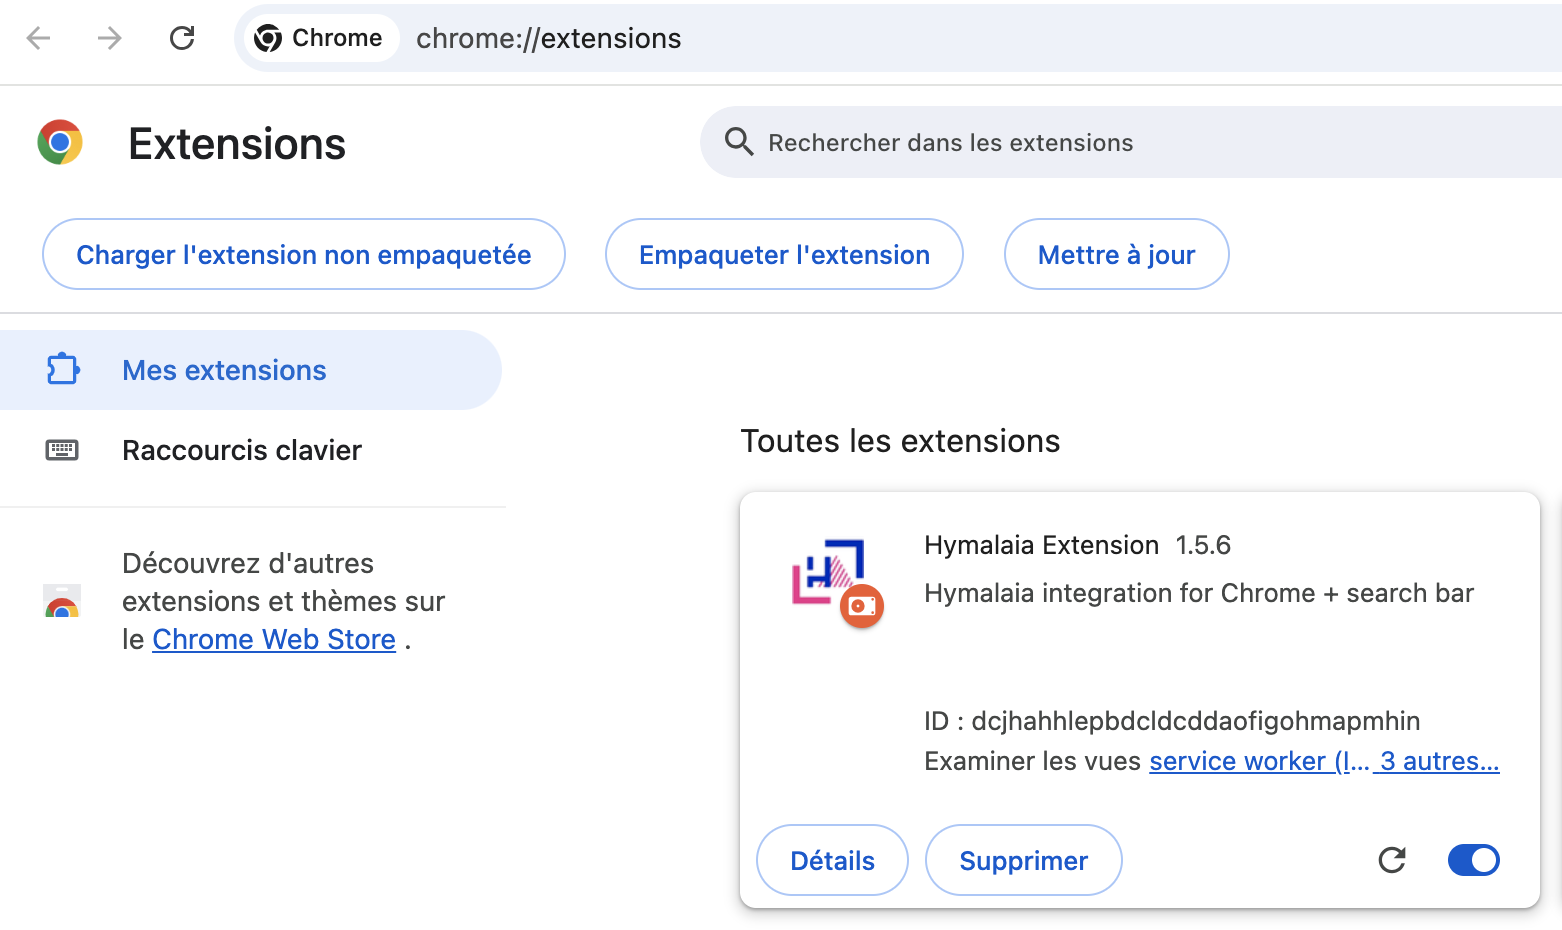 Chrome chrome://extensions
Extensions
Rechercher dans les extensions
Charger l'extension non empaquetée
Empaqueter l'extension
Mettre à jour
Mes extensions
Raccourcis clavier
Découvrez d'autres
extensions et thèmes sur
le Chrome Web Store .
Toutes les extensions
Hymalaia Extension 1.5.6
Hymalaia integration for Chrome + search bar
ID : dcjhahhlepbdcldcddaofigohmapmhin
Examiner les vues service worker (I... 3 autres...
Détails
Supprimer